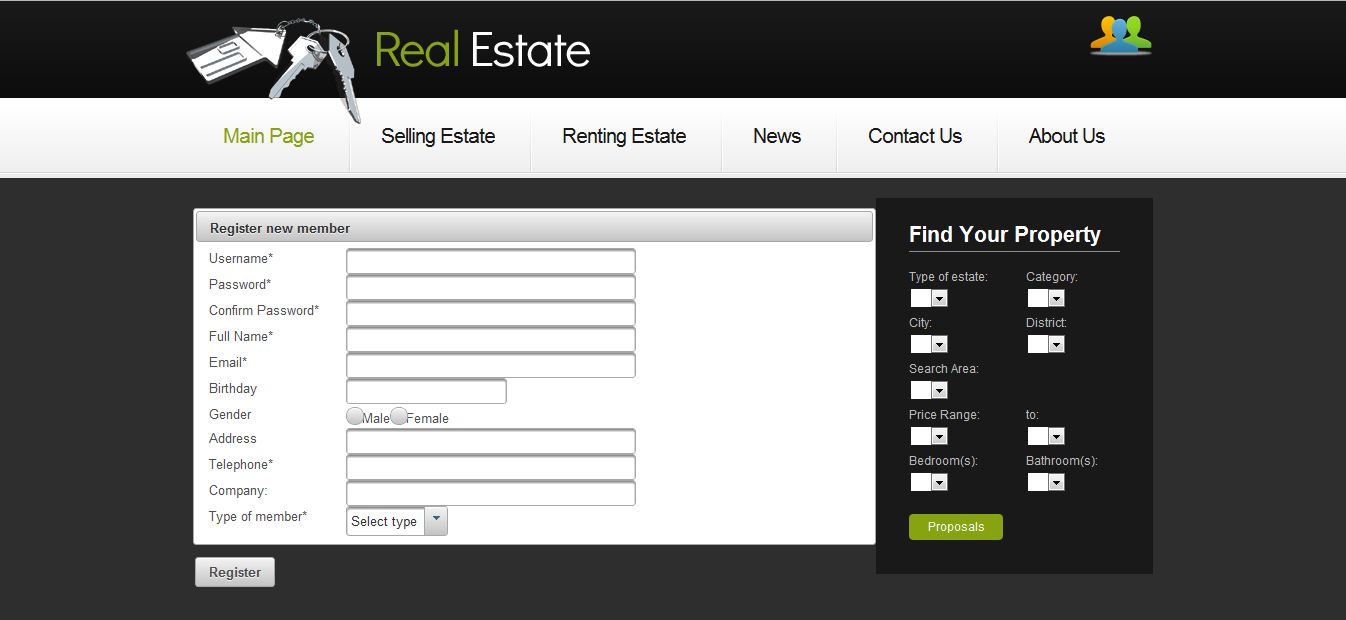 Real Estate
Main Page Selling Estate Renting Estate News Contact Us About Us
Register new member
Username*
Password*
Confirm Password*
Full Name*
Email*
Birthday
Gender Male Female
Address
Telephone*
Company:
Type of member* Select type
Register
Find Your Property
Type of estate: Category:
City: District:
Search Area:
Price Range: to:
Bedroom(s): Bathroom(s):
Proposals